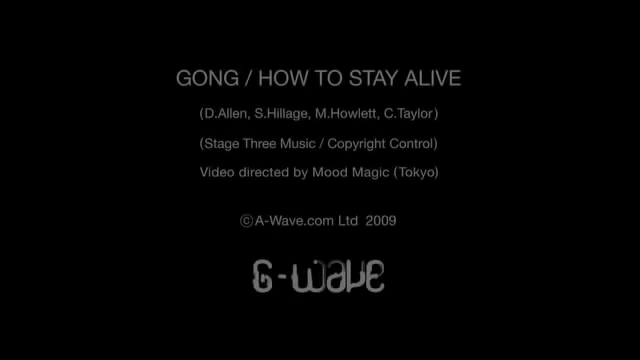 GONG / HOW TO STAY ALIVE
(D.Allen, S.Hillage, M.Howlett, C.Taylor)
(Stage Three Music / Copyright Control)
Video directed by Mood Magic (Tokyo)
©A-Wave.com Ltd 2009
G-WAVE